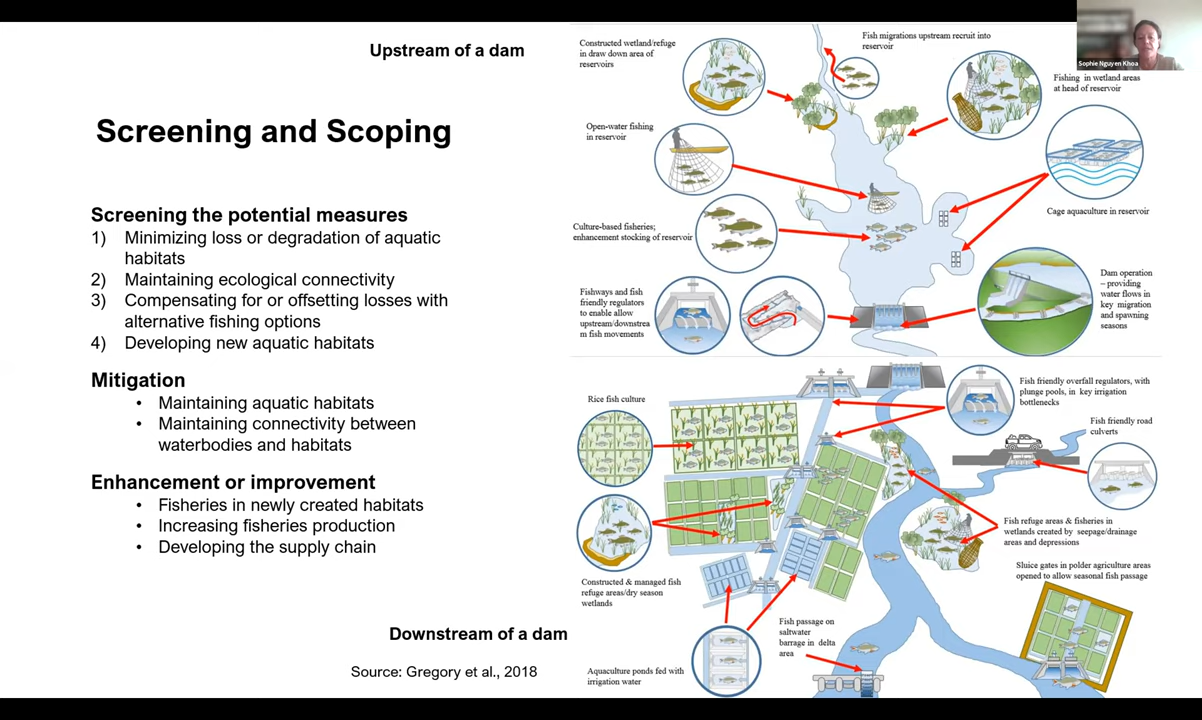 Upstream of a dam
Screening and Scoping
Screening the potential measures
1) Minimizing loss or degradation of aquatic
habitats
2) Maintaining ecological connectivity
3) Compensating for or offsetting losses with
alternative fishing options
4) Developing new aquatic habitats
Mitigation
• Maintaining aquatic habitats
• Maintaining connectivity between
waterbodies and habitats
Enhancement or improvement
• Fisheries in newly created habitats
• Increasing fisheries production
• Developing the supply chain
Downstream of a dam
Source: Gregory et al., 2018
Constructed wetland/refuge
in draw down area of
reservoirs
Fish migrations upstream recruit into
reservoir
Sophie Nguyen Khoa
Fishing in wetland areas
at head of reservoir
Open-water fishing
in reservoir
Cage aquaculture in reservoir
Culture-based fisheries;
enhancement stocking of reservoir
Fishways and fish
friendly regulators
to enable allow
upstream/downstrea
m fish movements
Dam operation
– providing
water flows in
key migration
and spawning
seasons
Rice fish culture
Fish friendly overfall regulators, with
plunge pools, in key irrigation
bottlenecks
Fish friendly road
culverts
Fish refuge areas & fisheries in
wetlands created by seepage/drainage
areas and depressions
Constructed & managed fish
refuge areas/dry season
wetlands
Sluice gates in polder agriculture areas
opened to allow seasonal fish passage
Fish passage on
saltwater
barrage in delta
area
Aquaculture ponds fed with
irrigation water